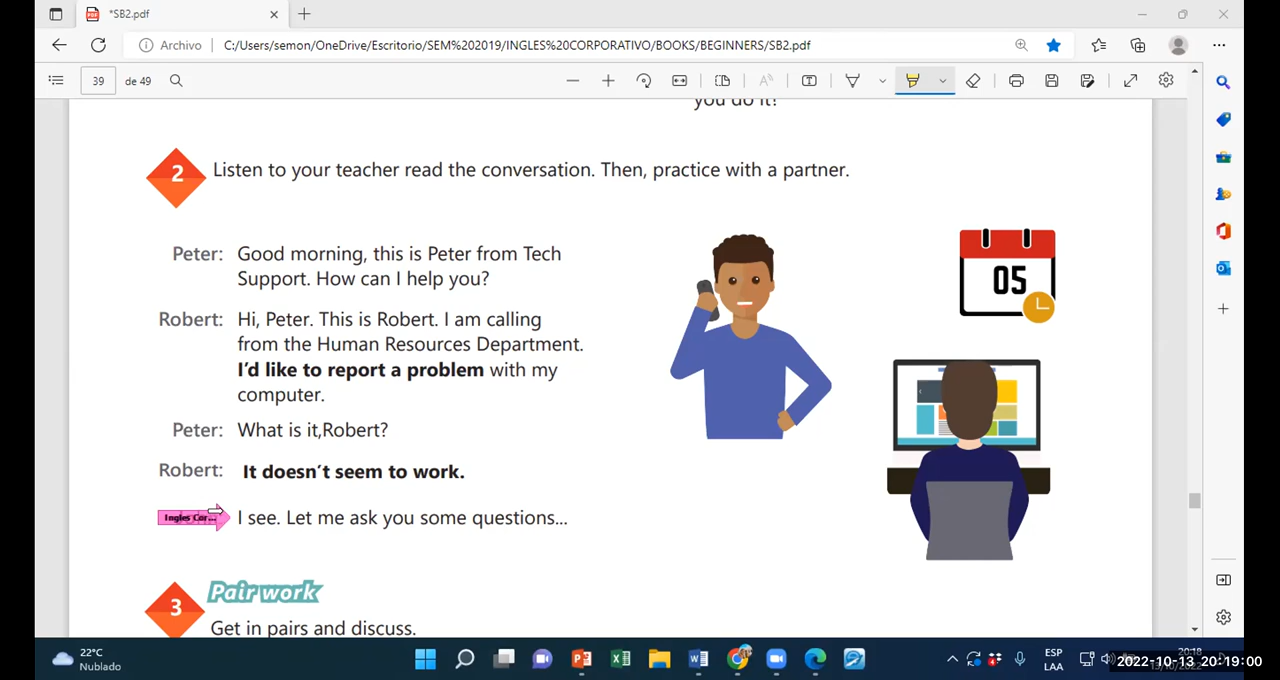 *SB2.pdf
Archivo
C:/Users/semon/OneDrive/Escritorio/SEM%202019/INGLES%20CORPORATIVO/BOOKS/BEGINNERS/SB2.pdf
39 de 49
you do it?
2 Listen to your teacher read the conversation. Then, practice with a partner.
Peter: Good morning, this is Peter from Tech
Support. How can I help you?
Robert: Hi, Peter. This is Robert. I am calling
from the Human Resources Department.
I'd like to report a problem with my
computer.
Peter: What is it,Robert?
Robert: It doesn't seem to work.
Ingles Cor... I see. Let me ask you some questions...
05
3 Pair work
Get in pairs and discuss.
22°C
Nublado
ESP
LAA
20:18
2022-10-13 20:19:00